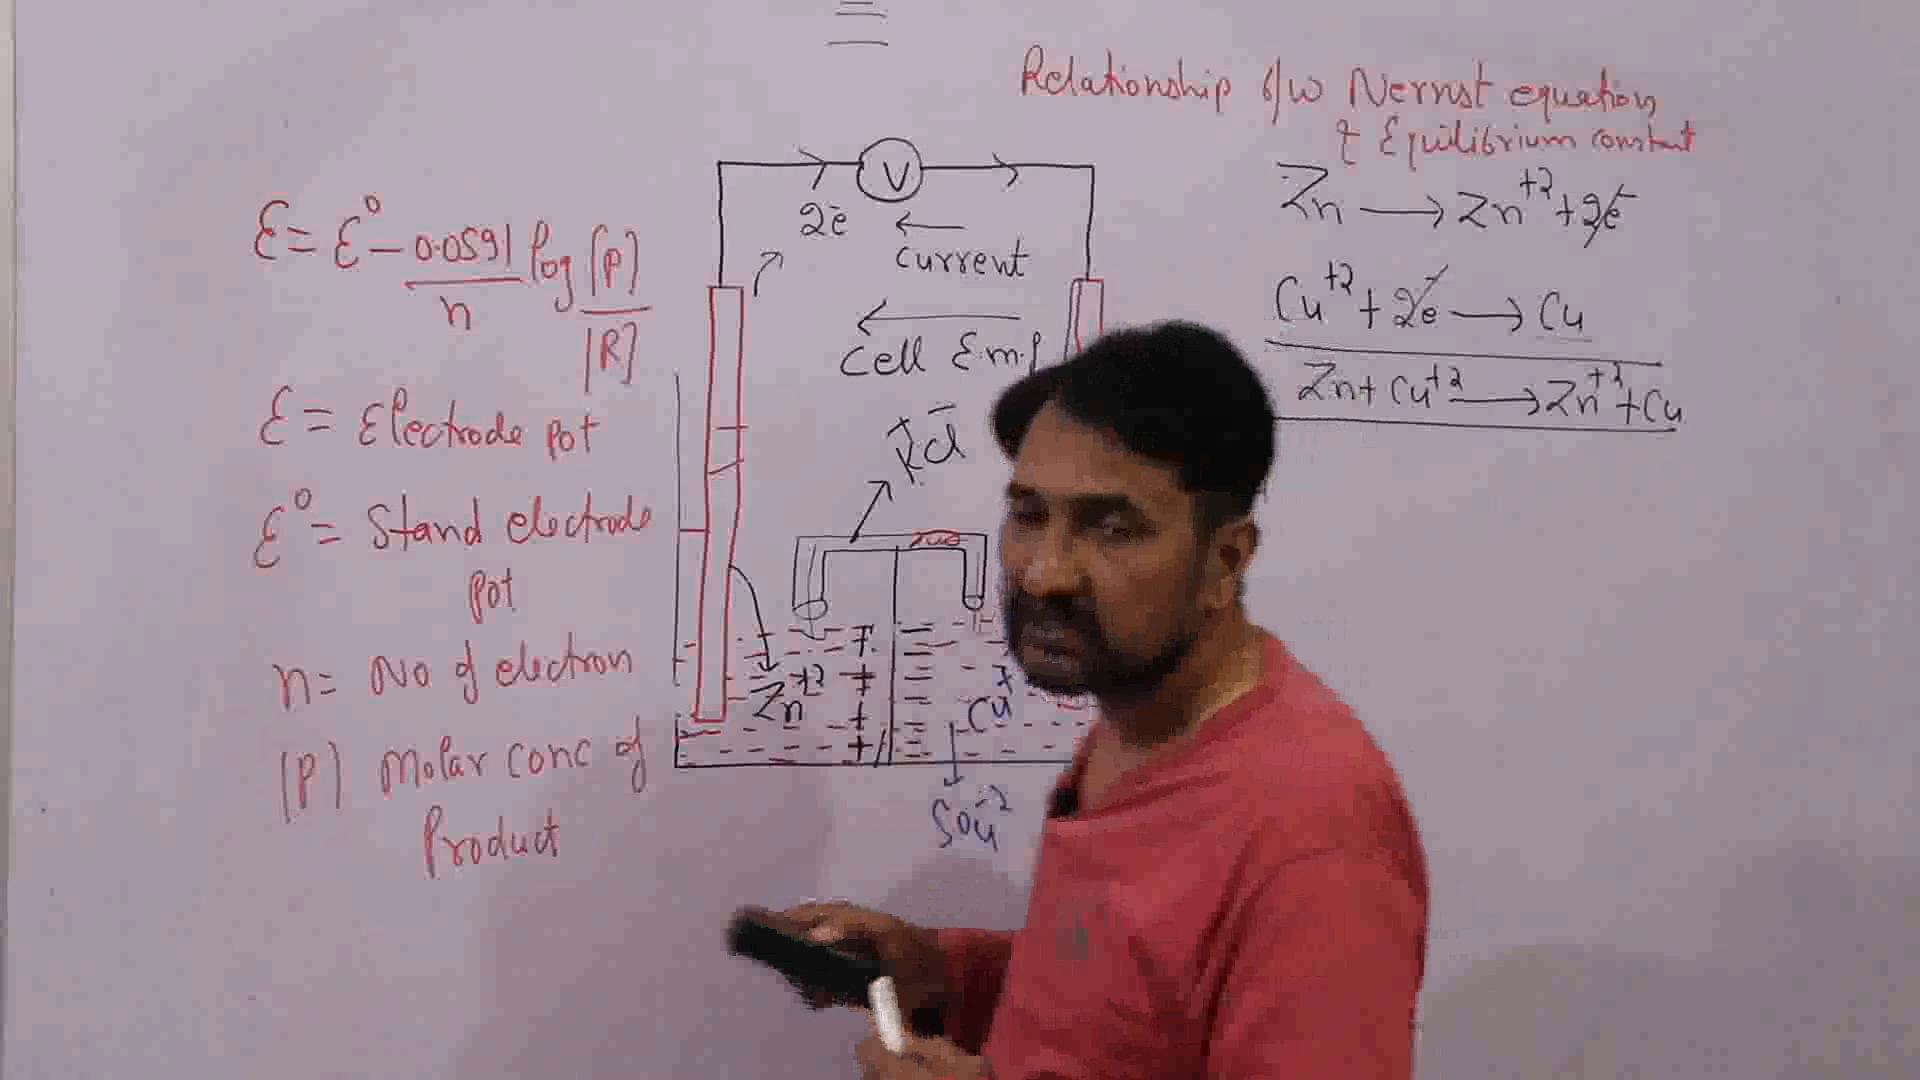 Relationship b/w Nernst equation
& Equilibrium constant
Zn → Zn+2 + 2e-
Cu+2 + 2e- → Cu
Zn + Cu+2 → Zn+2 + Cu
V
2e-
current
Cell E.m.f
K+Cl-
Zn+2
Cu+
SO4-2
E = E° - 0.0591/n log [P]/[R]
E = Electrode pot
E° = Stand electrode
pot
n = No of electron
[P] Molar conc of
Product